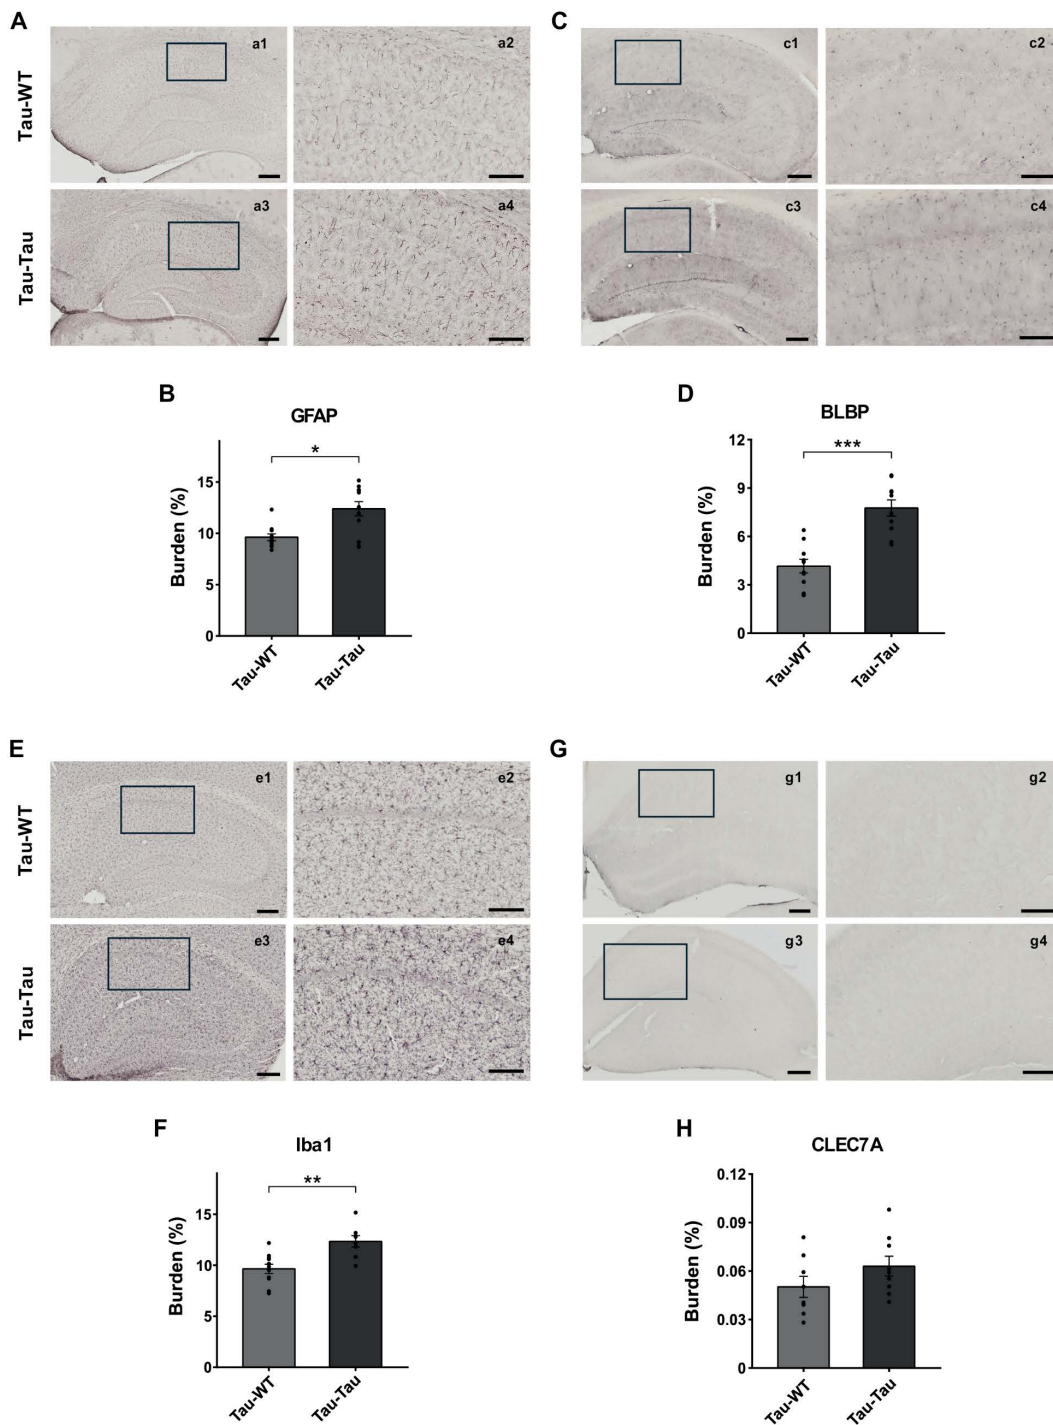 A
C
Tau-WT
a1
a2
c1
c2
Tau-Tau
a3
a4
c3
c4
B
GFAP
D
BLBP
Burden (%)
15
10
5
0
*
Tau-WT
Tau-Tau
Burden (%)
12
9
6
3
0
***
Tau-WT
Tau-Tau
E
G
Tau-WT
e1
e2
g1
g2
Tau-Tau
e3
e4
g3
g4
F
Iba1
H
CLEC7A
Burden (%)
15
10
5
0
**
Tau-WT
Tau-Tau
Burden (%)
0.12
0.09
0.06
0.03
0
Tau-WT
Tau-Tau